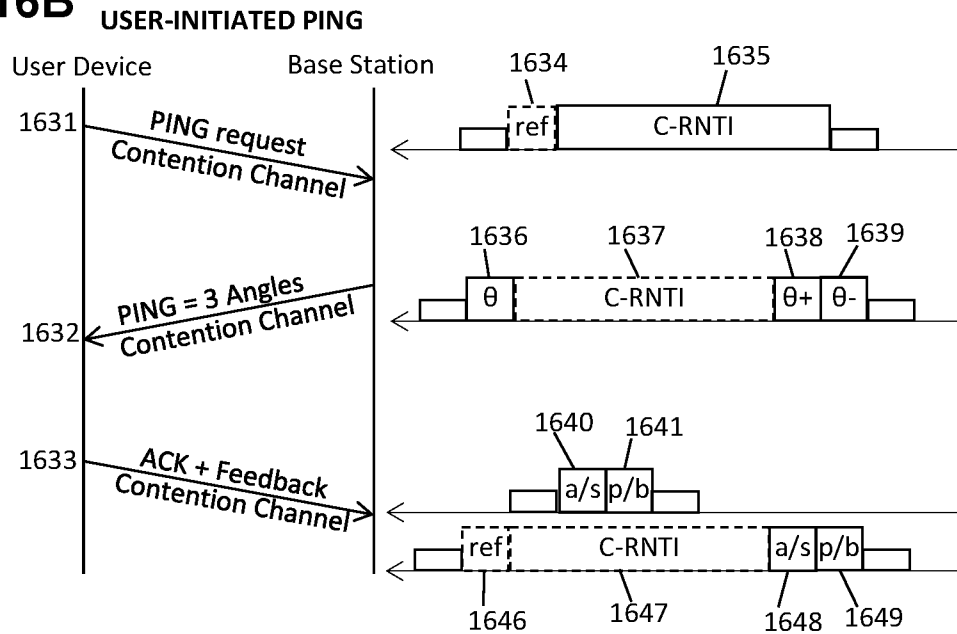 16B
USER-INITIATED PING
User Device
Base Station
1634
1635
1631
PING request
Contention Channel
ref
C-RNTI
1636
1637
1638
1639
PING = 3 Angles
Contention Channel
1632
θ
C-RNTI
θ+
θ-
1640
1641
1633
ACK + Feedback
Contention Channel
a/s
p/b
ref
C-RNTI
a/s
p/b
1646
1647
1648
1649